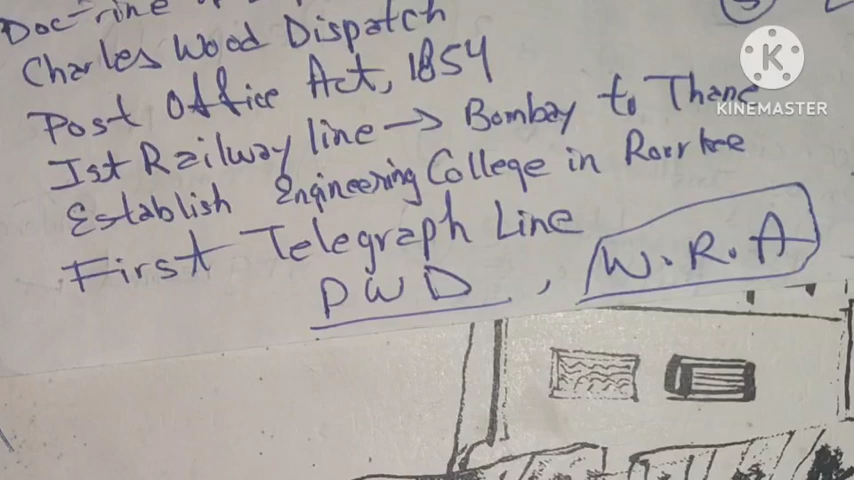 Doc-rine
Charles Wood Dispatch
Post Office Act, 1854
Ist Railway line → Bombay to Thane
Establish Engineering College in Roorkee
First Telegraph Line
PWD, W.R.A
K
KINEMASTER